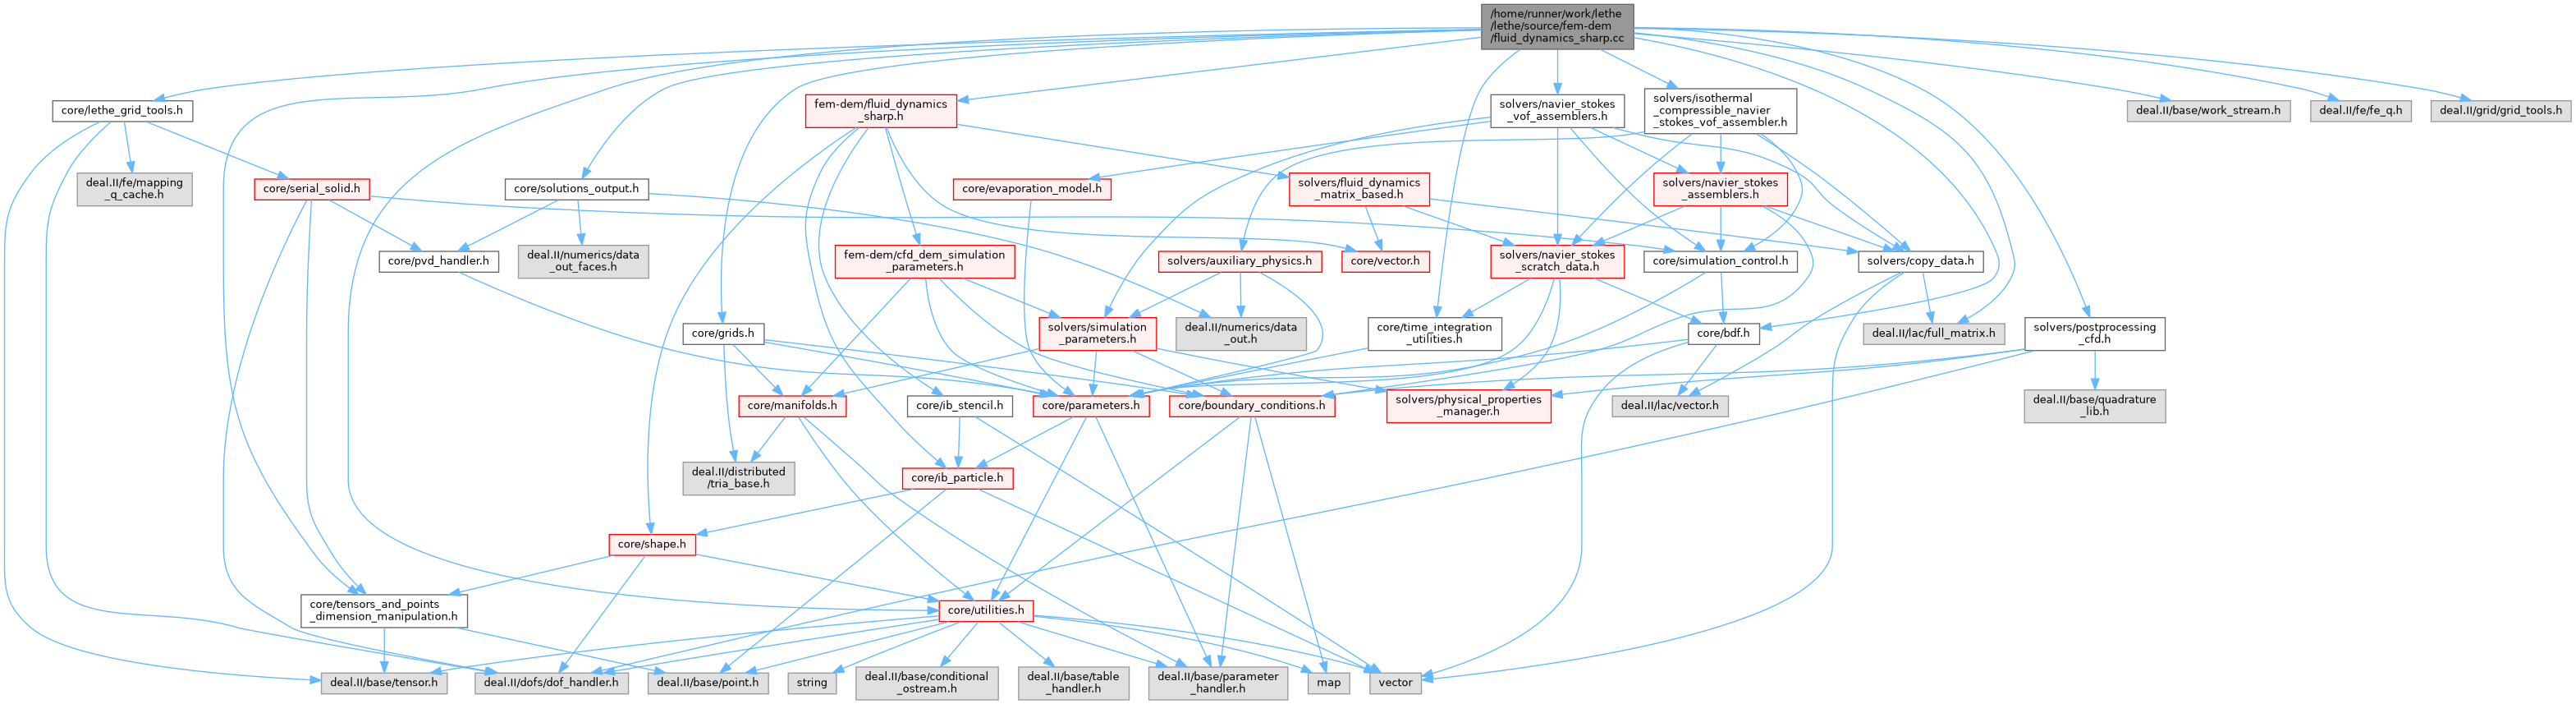 /home/runner/work/lethe
/lethe/source/fem-dem
/fluid_dynamics_sharp.cc
core/lethe_grid_tools.h
fem-dem/fluid_dynamics
_sharp.h
solvers/navier_stokes
_vof_assemblers.h
solvers/isothermal
_compressible_navier
_stokes_vof_assembler.h
deal.II/base/work_stream.h
deal.II/fe/fe_q.h
deal.II/grid/grid_tools.h
deal.II/fe/mapping
_q_cache.h
core/serial_solid.h
core/solutions_output.h
core/evaporation_model.h
solvers/fluid_dynamics
_matrix_based.h
solvers/navier_stokes
_assemblers.h
core/pvd_handler.h
deal.II/numerics/data
_out_faces.h
fem-dem/cfd_dem_simulation
_parameters.h
solvers/auxiliary_physics.h
core/vector.h
solvers/navier_stokes
_scratch_data.h
core/simulation_control.h
solvers/copy_data.h
core/grids.h
solvers/simulation
_parameters.h
deal.II/numerics/data
_out.h
core/time_integration
_utilities.h
core/bdf.h
deal.II/lac/full_matrix.h
solvers/postprocessing
_cfd.h
core/manifolds.h
core/ib_stencil.h
core/parameters.h
core/boundary_conditions.h
solvers/physical_properties
_manager.h
deal.II/lac/vector.h
deal.II/base/quadrature
_lib.h
deal.II/distributed
/tria_base.h
core/ib_particle.h
core/shape.h
core/tensors_and_points
_dimension_manipulation.h
core/utilities.h
deal.II/base/tensor.h
deal.II/dofs/dof_handler.h
deal.II/base/point.h
string
deal.II/base/conditional
_ostream.h
deal.II/base/table
_handler.h
deal.II/base/parameter
_handler.h
map
vector